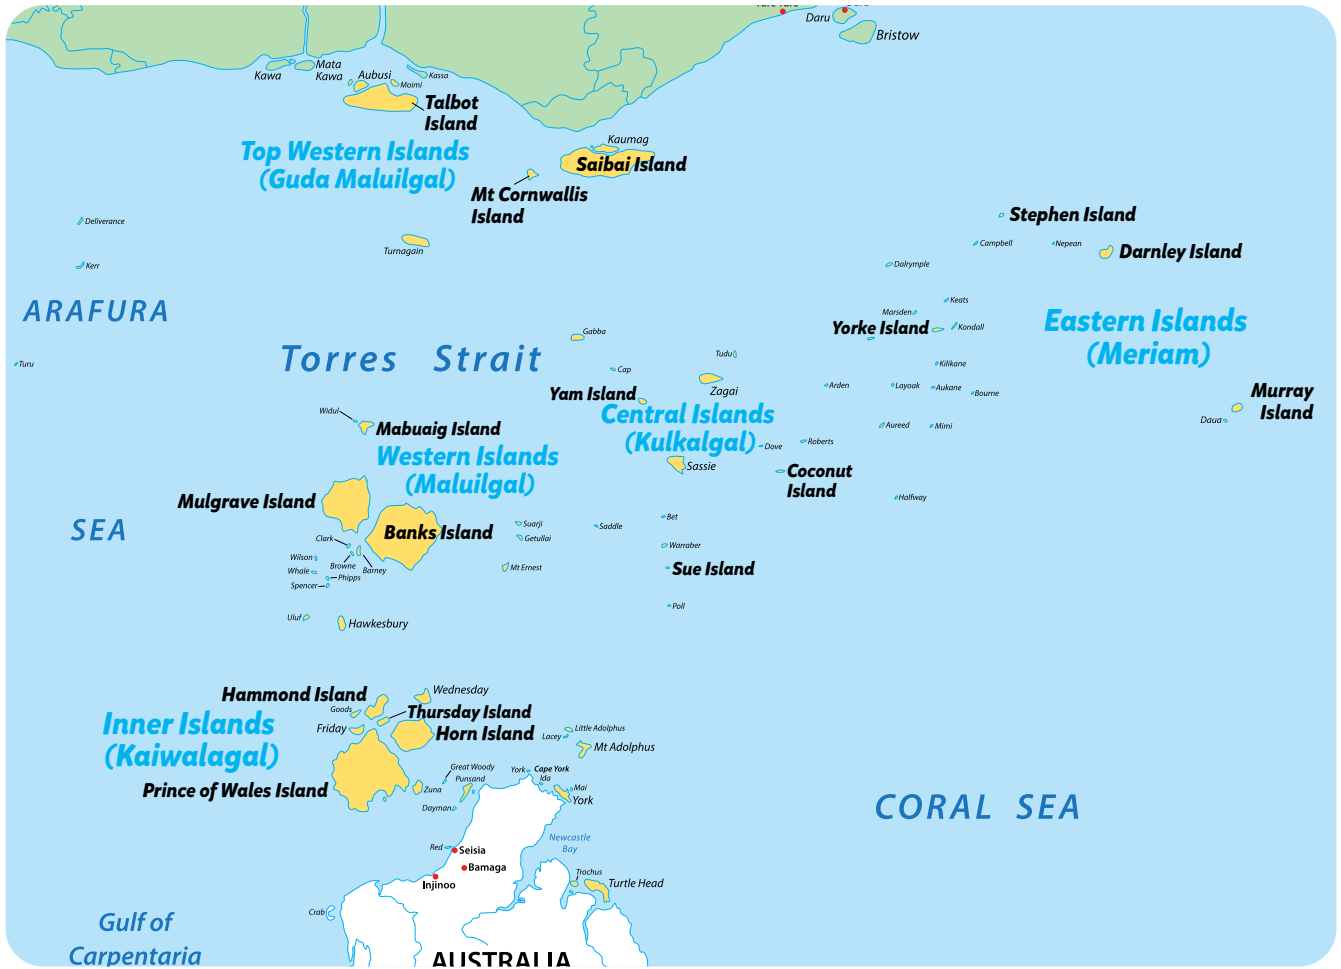 Daru
Bristow
Kawa
Mata
Kawa
Aubusi
Moimi
Kassa
Talbot
Island
Top Western Islands
(Guda Maluilgal)
Kaumag
Saibai Island
Mt Cornwallis
Island
Turnagain
Deliverance
Kerr
ARAFURA
SEA
Turu
Torres Strait
Stephen Island
Campbell
Nepean
Darnley Island
Dalrymple
Keats
Marsden
Yorke Island
Kondall
Eastern Islands
(Meriam)
Kilikane
Arden
Layoak
Aukane
Bourne
Aureed
Mimi
Murray
Island
Daua
Gabba
Cap
Tudu
Zagai
Yam Island
Central Islands
(Kulkalgal)
Dove
Roberts
Sassie
Coconut
Island
Halfway
Widul
Mabuaig Island
Western Islands
(Maluilgal)
Mulgrave Island
Banks Island
Suarji
Getullai
Saddle
Bet
Warraber
Mt Ernest
Sue Island
Poll
Clark
Wilson
Browne
Barney
Whale
Phipps
Spencer
Uluf
Hawkesbury
Hammond Island
Wednesday
Goods
Thursday Island
Friday
Horn Island
Inner Islands
(Kaiwalagal)
Prince of Wales Island
Little Adolphus
Lacey
Mt Adolphus
Great Woody
Punsand
Zuna
Dayman
York
Cape York
Ida
Mai
York
Newcastle
Bay
Red
Seisia
Bamaga
Injinoo
Trochus
Turtle Head
Crab
CORAL SEA
Gulf of
Carpentaria
AUSTRALIA